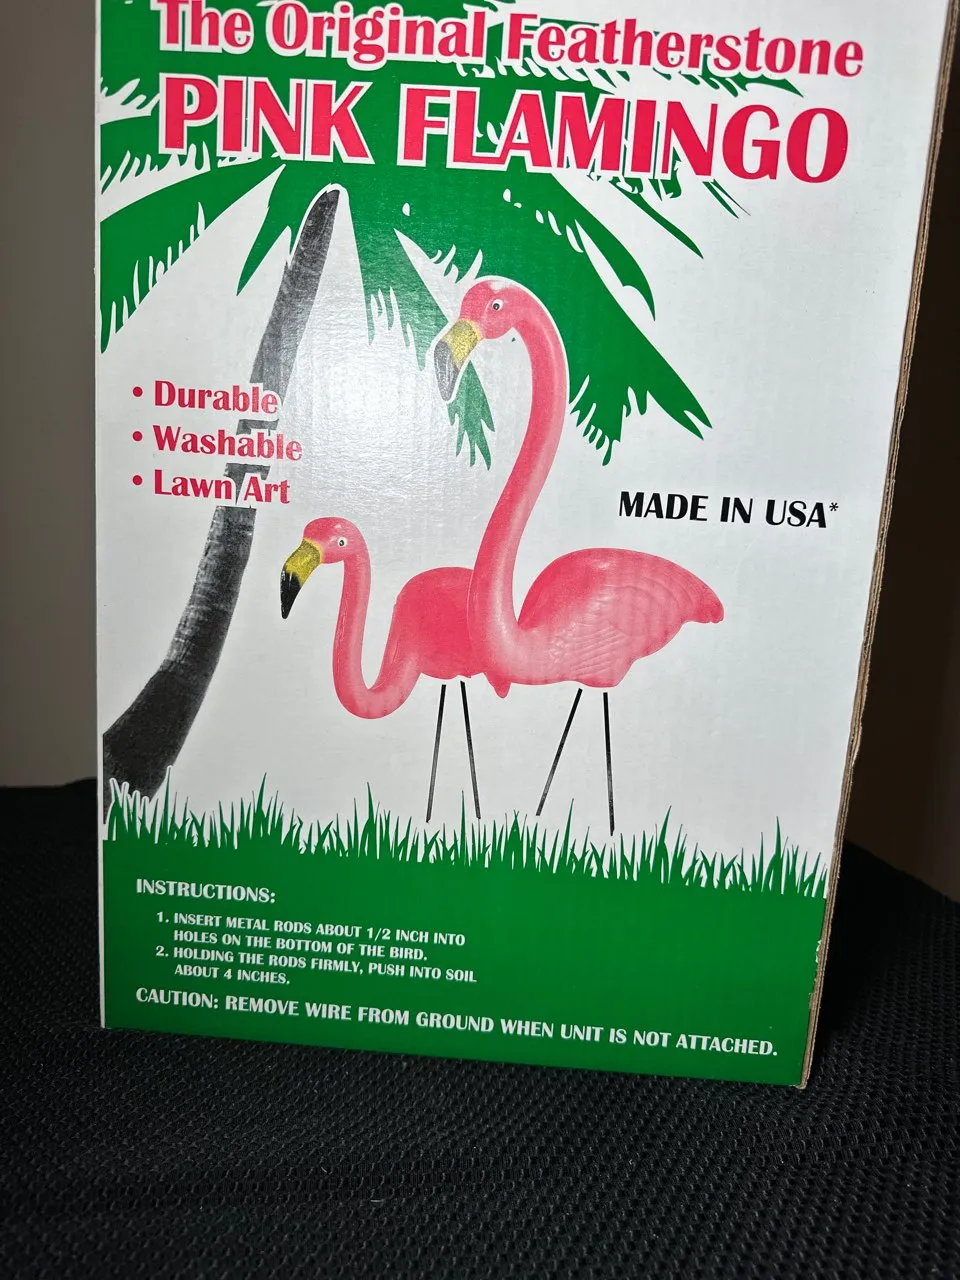 The Original Featherstone
PINK FLAMINGO
• Durable
• Washable
• Lawn Art
MADE IN USA*
INSTRUCTIONS:
1. INSERT METAL RODS ABOUT 1/2 INCH INTO
HOLES ON THE BOTTOM OF THE BIRD.
2. HOLDING THE RODS FIRMLY, PUSH INTO SOIL
ABOUT 4 INCHES.
CAUTION: REMOVE WIRE FROM GROUND WHEN UNIT IS NOT ATTACHED.